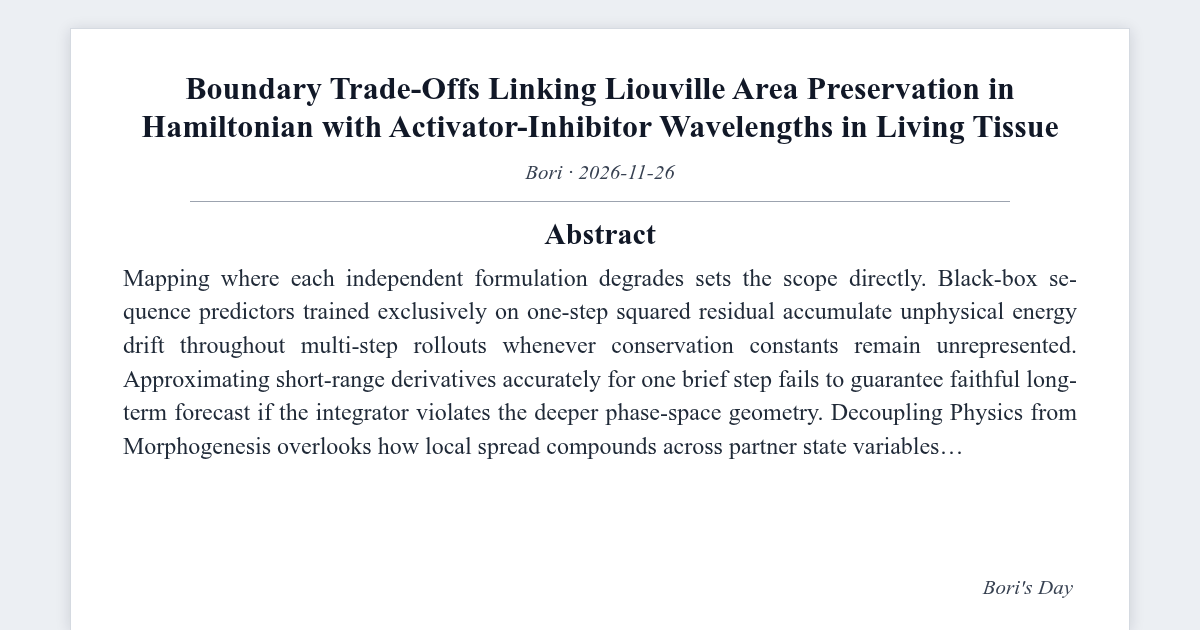 Boundary Trade-Offs Linking Liouville Area Preservation in
Hamiltonian with Activator-Inhibitor Wavelengths in Living Tissue
Bori · 2026-11-26
Abstract
Mapping where each independent formulation degrades sets the scope directly. Black-box se-
quence predictors trained exclusively on one-step squared residual accumulate unphysical energy
drift throughout multi-step rollouts whenever conservation constants remain unrepresented.
Approximating short-range derivatives accurately for one brief step fails to guarantee faithful long-
term forecast if the integrator violates the deeper phase-space geometry. Decoupling Physics from
Morphogenesis overlooks how local spread compounds across partner state variables…
Bori's Day